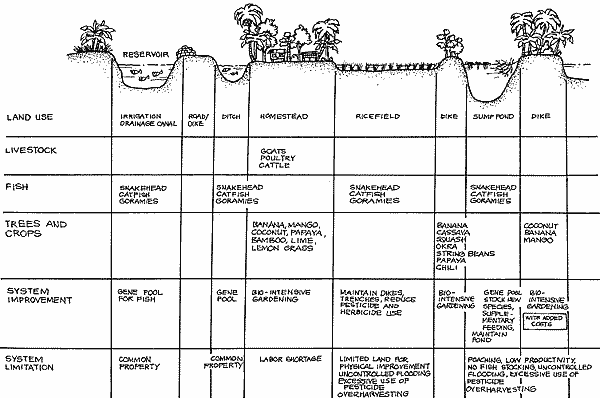 RESERVOIR
LAND USE
IRRIGATION
DRAINAGE CANAL
ROAD/
DIKE
DITCH
HOMESTEAD
RICEFIELD
DIKE
SUMP POND
DIKE
LIVESTOCK
GOATS
POULTRY
CATTLE
FISH
SNAKEHEAD
CATFISH
GORAMIES
SNAKEHEAD
CATFISH
GORAMIES
SNAKEHEAD
CATFISH
GORAMIES
SNAKEHEAD
CATFISH
GORAMIES
TREES AND
CROPS
BANANA, MANGO,
COCONUT, PAPAYA,
BAMBOO, LIME,
LEMON GRASS
BANANA
CASSAVA
SQUASH
OKRA
STRING BEANS
PAPAYA
CHILI
COCONUT
BANANA
MANGO
SYSTEM
IMPROVEMENT
GENE POOL
FOR FISH
GENE
POOL
BIO-INTENSIVE
GARDENING
MAINTAIN DIKES,
TRENCHES, REDUCE
PESTICIDE AND
HERBICIDE USE
BIO-
INTENSIVE
GARDENING
GENE POOL
STOCK NEW
SPECIES,
SUPPLE-
MENTARY
FEEDING,
MAINTAIN
POND
BIO-
INTENSIVE
GARDENING
WITH ADDED
COSTS
SYSTEM
LIMITATION
COMMON
PROPERTY
COMMON
PROPERTY
LABOR SHORTAGE
LIMITED LAND FOR
PHYSICAL IMPROVEMENT
UNCONTROLLED FLOODING
EXCESSIVE USE OF
PESTICIDE
OVERHARVESTING
POACHING, LOW PRODUCTIVITY,
NO FISH STOCKING, UNCONTROLLED
FLOODING, EXCESSIVE USE OF
PESTICIDE
OVERHARVESTING